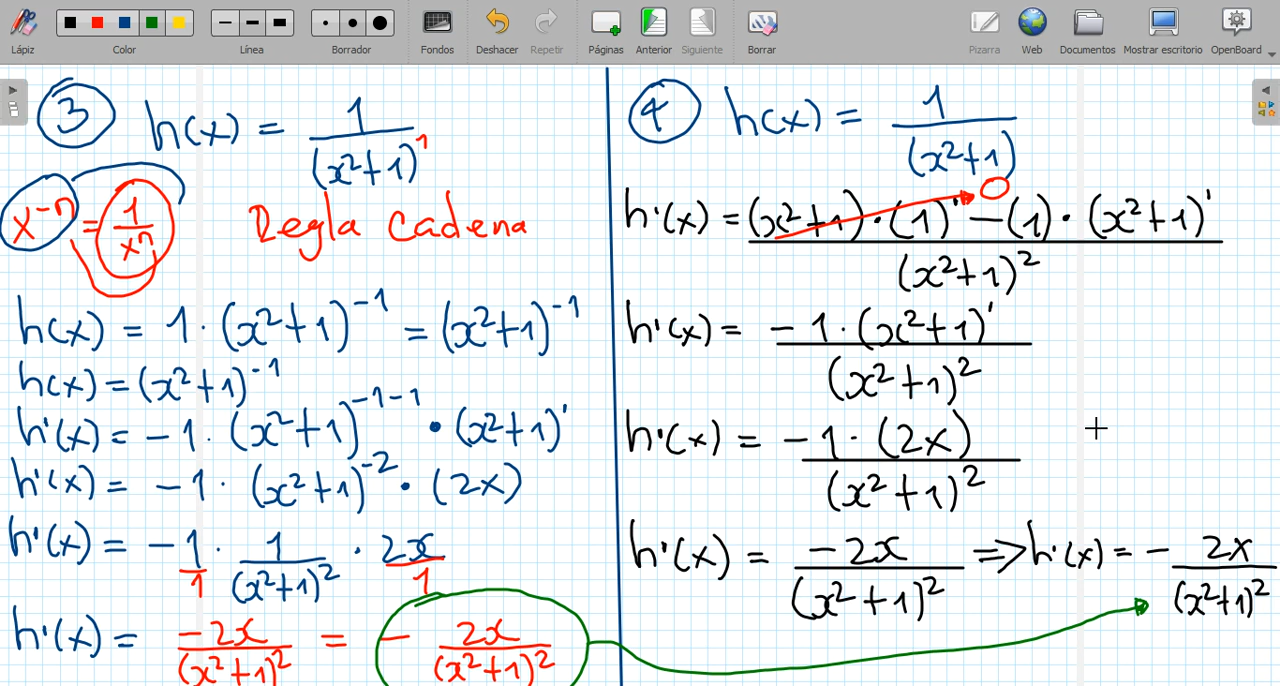 Lápiz Color Línea Borrador Fondos Deshacer Repetir Páginas Anterior Siguiente Borrar Pizarra Web Documentos Mostrar escritorio OpenBoard
③ h(x) = 1/(x²+1)¹
x⁻ⁿ = 1/xⁿ Regla Cadena
h(x) = 1 · (x²+1)⁻¹ = (x²+1)⁻¹
h(x) = (x²+1)⁻¹
h'(x) = -1 · (x²+1)⁻¹⁻¹ • (x²+1)'
h'(x) = -1 · (x²+1)⁻² • (2x)
h'(x) = -1/1 · 1/(x²+1)² · 2x/1
h'(x) = -2x/(x²+1)² = - 2x/(x²+1)²
④ h(x) = 1/(x²+1)
h'(x) = (x²+1)·(1)' - (1)·(x²+1)'/(x²+1)² 0
h'(x) = -1·(x²+1)'/(x²+1)²
h'(x) = -1·(2x)/(x²+1)²
h'(x) = -2x/(x²+1)² => h'(x) = - 2x/(x²+1)²